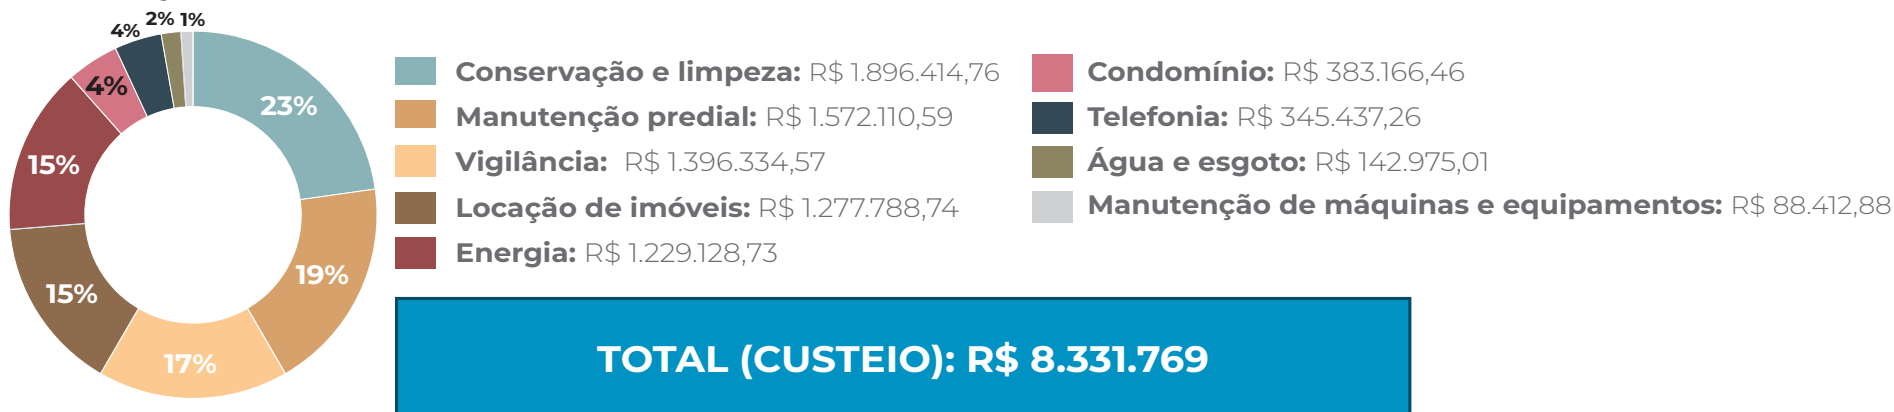 2% 1%
4%
4%
23%
15%
19%
15%
17%
Conservação e limpeza: R$ 1.896.414,76
Manutenção predial: R$ 1.572.110,59
Vigilância: R$ 1.396.334,57
Locação de imóveis: R$ 1.277.788,74
Energia: R$ 1.229.128,73
Condomínio: R$ 383.166,46
Telefonia: R$ 345.437,26
Água e esgoto: R$ 142.975,01
Manutenção de máquinas e equipamentos: R$ 88.412,88
TOTAL (CUSTEIO): R$ 8.331.769